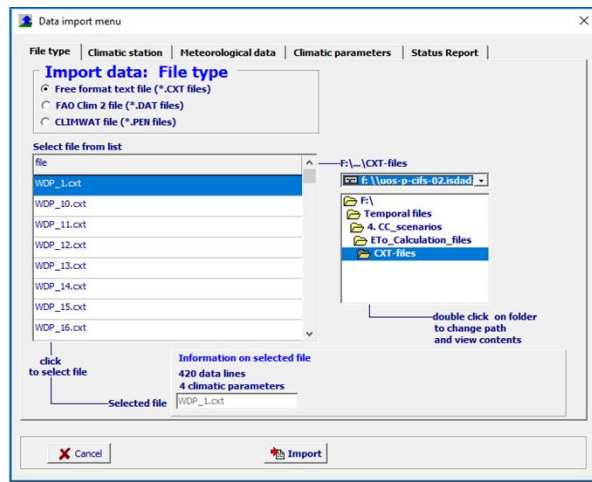 Data import menu
File type
Climatic station
Meteorological data
Climatic parameters
Status Report
Import data: File type
Free format text file (*.CXT files)
FAO Clim 2 file (*.DAT files)
CLIMWAT file (*.PEN files)
Select file from list
file
F:\...\CXT-files
WDP_1.cxt
WDP_10.cxt
WDP_11.cxt
WDP_12.cxt
WDP_13.cxt
WDP_14.cxt
WDP_15.cxt
WDP_16.cxt
f: \\uos-p-cifs-02.isdad
F:\
Temporal files
4. CC_scenarios
ETo_Calculation_files
CXT-files
double click on folder
to change path
and view contents
click
to select file
Information on selected file
420 data lines
4 climatic parameters
Selected file
WDP_1.cxt
Cancel
Import